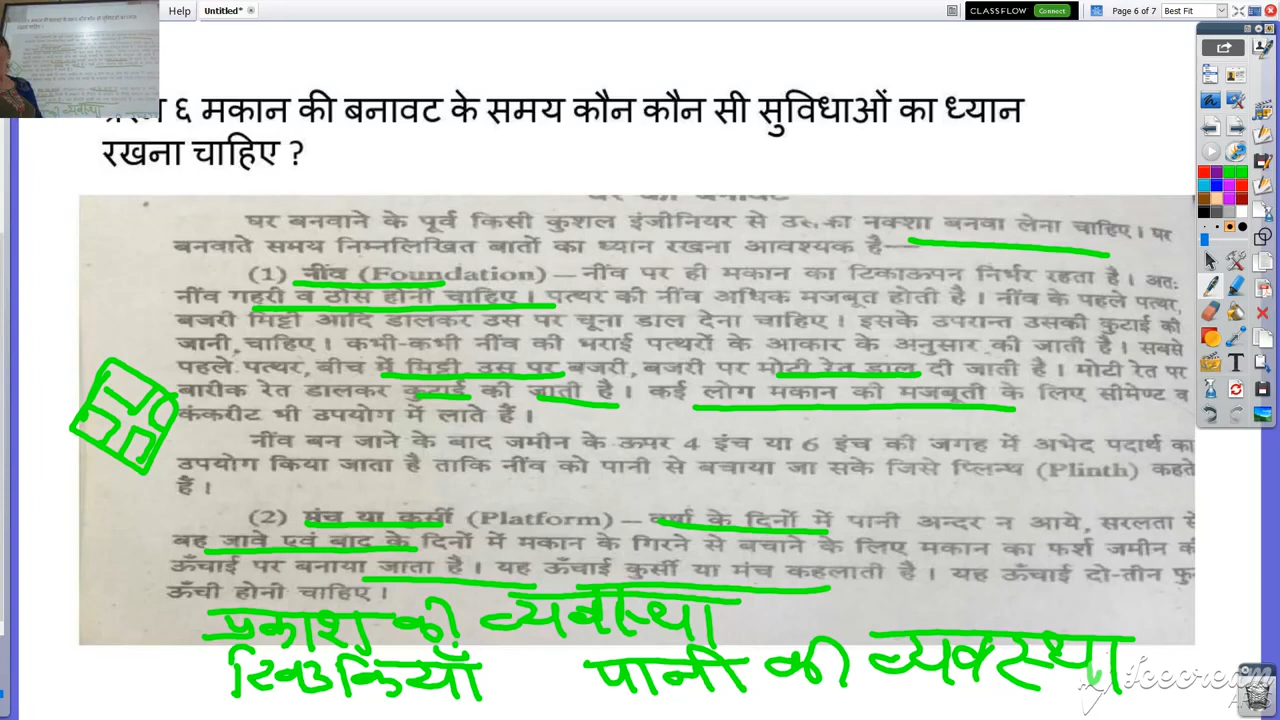 Help Untitled* CLASSFLOW Connect Page 6 of 7 Best Fit
६ मकान की बनावट के समय कौन कौन सी सुविधाओं का ध्यान
रखना चाहिए ?
घर बनवाने के पूर्व किसी कुशल इंजीनियर से नक्शा बनवा लेना चाहिए। घर
बनवाते समय निम्नलिखित बातों का ध्यान रखना आवश्यक है—
(1) नींव (Foundation) – नींव पर ही मकान का टिकाऊपन निर्भर रहता है। अतः
नींव गहरी व ठोस होनी चाहिए। पत्थर की नींव अधिक मजबूत होती है। नींव के पहले पत्थर,
बजरी मिट्टी आदि डालकर उस पर चूना डाल देना चाहिए। इसके उपरान्त उसकी कुटाई की
जानी चाहिए। कभी-कभी नींव की भराई पत्थरों के आकार के अनुसार की जाती है। सबसे
पहले पत्थर, बीच में मिट्टी उस पर बजरी, बजरी पर मोटी रेत डाल दी जाती है। मोटी रेत पर
बारीक रेत डालकर कुटाई की जाती है। कई लोग मकान की मजबूती के लिए सीमेण्ट व
कंकरीट भी उपयोग में लाते हैं।
नींव बन जाने के बाद जमीन के ऊपर 4 इंच या 6 इंच की जगह में अभेद पदार्थ का
उपयोग किया जाता है ताकि नींव को पानी से बचाया जा सके जिसे प्लिन्थ (Plinth) कहते
हैं।
(2) मंच या कुर्सी (Platform) – वर्षा के दिनों में पानी अन्दर न आये, सरलता से
बह जावे एवं बाढ के दिनों में मकान के गिरने से बचाने के लिए मकान का फर्श जमीन की
ऊँचाई पर बनाया जाता है। यह ऊँचाई कुर्सी या मंच कहलाती है। यह ऊँचाई दो-तीन
ऊँची होनी चाहिए।
प्रकाश की व्यवस्था
खिडकियाँ पानी की व्यवस्था